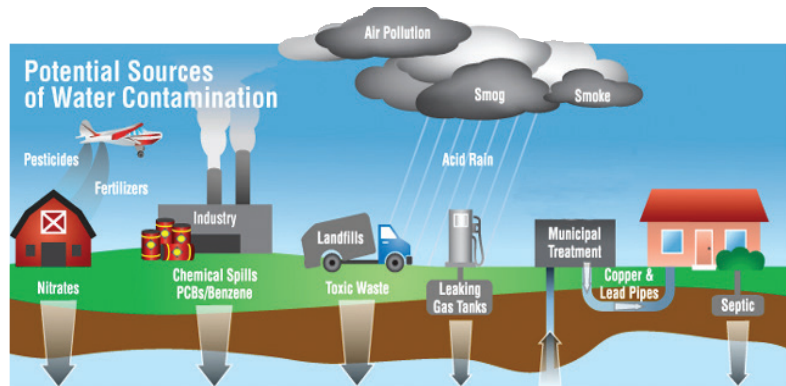 Potential Sources
of Water Contamination
Air Pollution
Smog
Smoke
Acid Rain
Pesticides
Fertilizers
Industry
Landfills
Municipal
Treatment
Nitrates
Chemical Spills
PCBs/Benzene
Toxic Waste
Leaking
Gas Tanks
Copper &
Lead Pipes
Septic